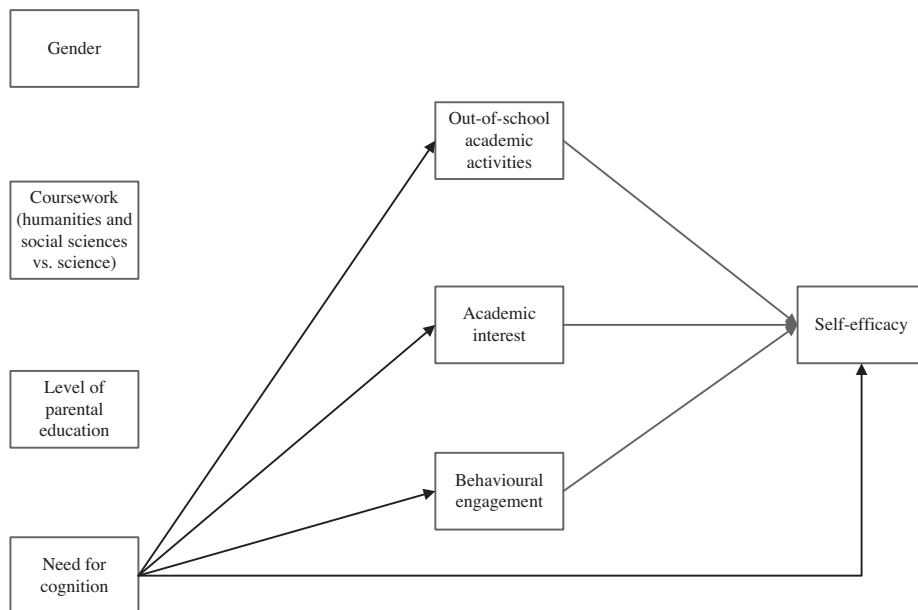 Gender
Out-of-school
academic
activities
Coursework
(humanities and
social sciences
vs. science)
Academic
interest
Self-efficacy
Level of
parental
education
Behavioural
engagement
Need for
cognition